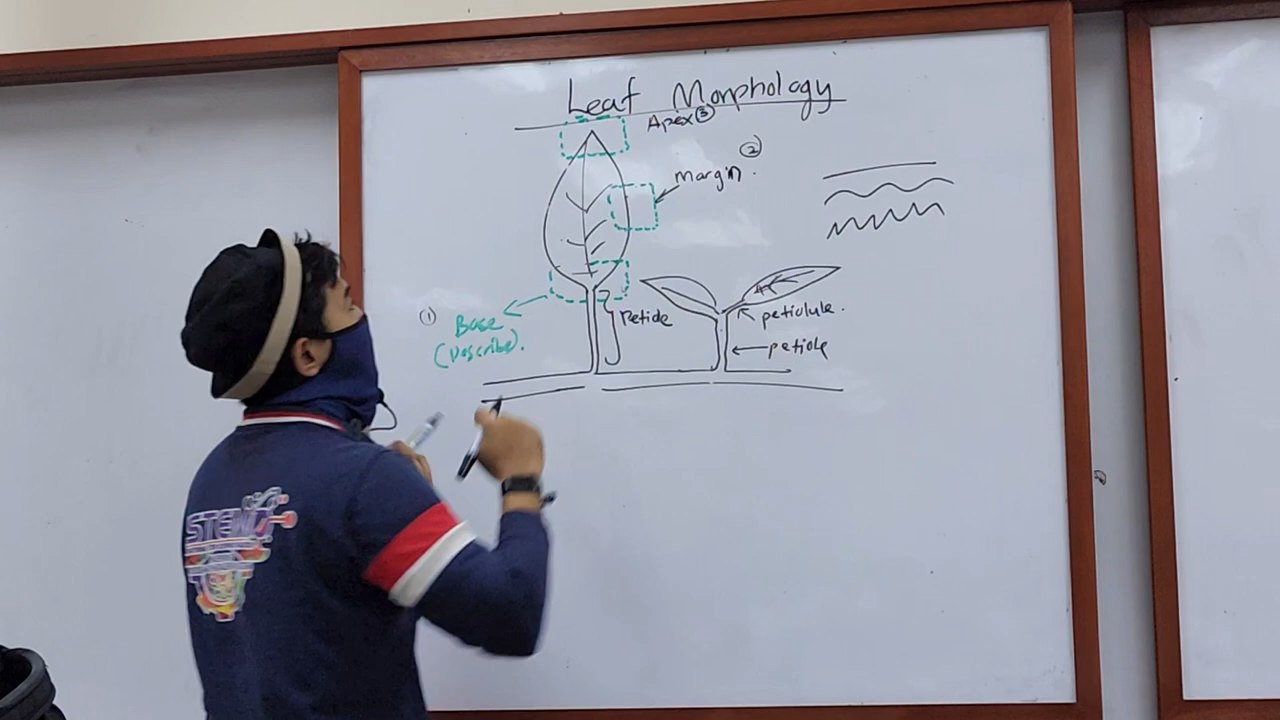 Leaf Morphology
Apex ③
②
margin.
① Base
(Describe).
Petiole
petiolule.
petiole
STEM